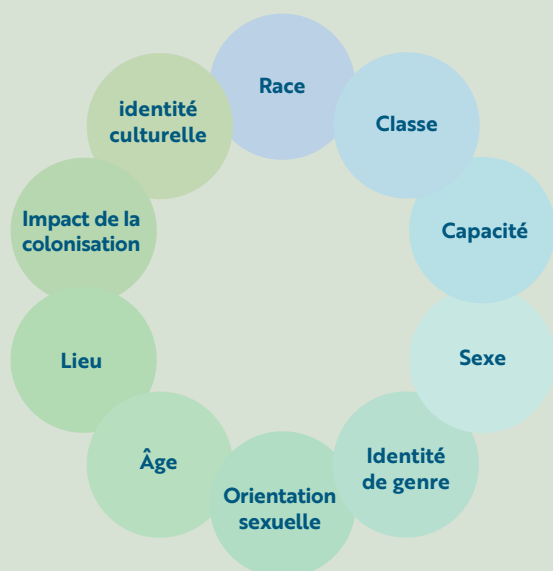 Race
Classe
Capacité
Sexe
Identité
de genre
Orientation
sexuelle
Âge
Lieu
Impact de la
colonisation
identité
culturelle